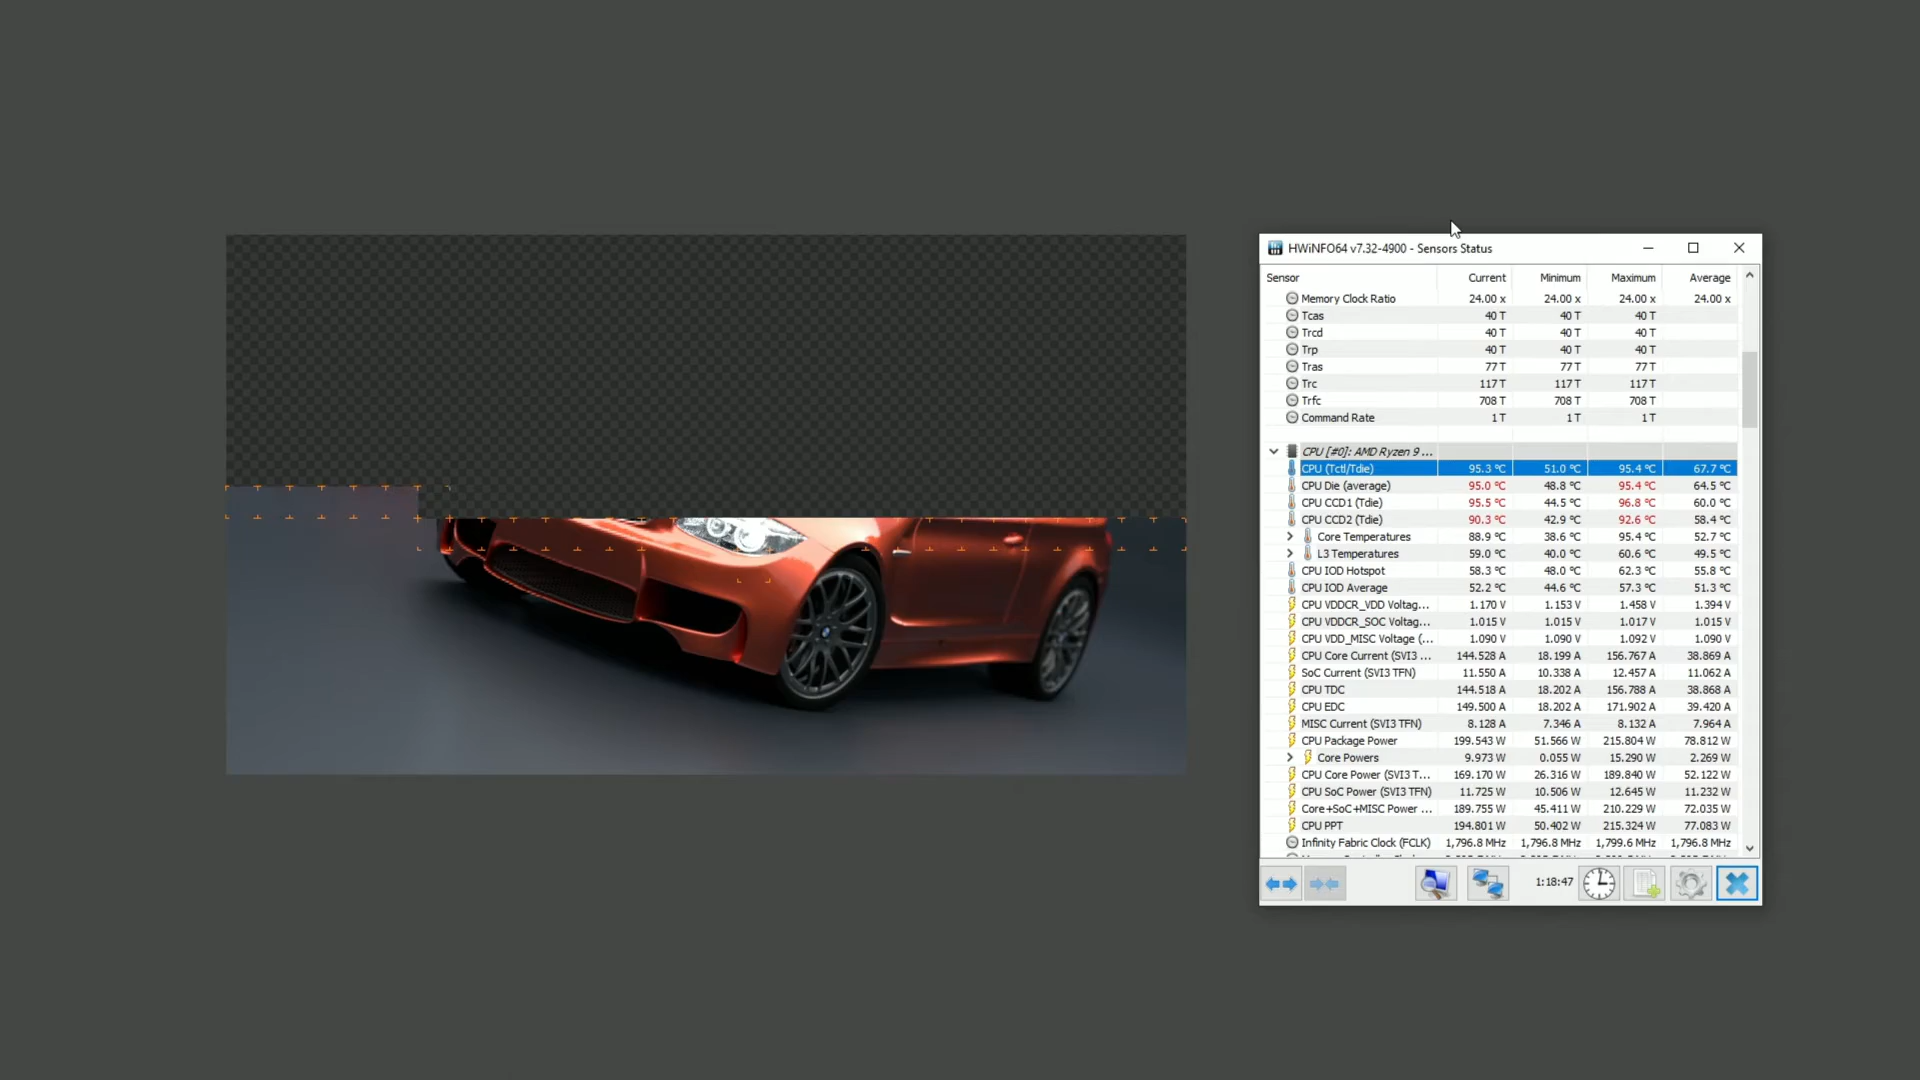 HWiNFO64 v7.32-4900 - Sensors Status
Sensor Current Minimum Maximum Average
Memory Clock Ratio 24.00 x 24.00 x 24.00 x 24.00 x
Tcas 40 T 40 T 40 T
Trcd 40 T 40 T 40 T
Trp 40 T 40 T 40 T
Tras 77 T 77 T 77 T
Trc 117 T 117 T 117 T
Trfc 708 T 708 T 708 T
Command Rate 1 T 1 T 1 T
CPU [#0]: AMD Ryzen 9 ...
CPU (Tctl/Tdie) 95.3 °C 51.0 °C 95.4 °C 67.7 °C
CPU Die (average) 95.0 °C 48.8 °C 95.4 °C 64.5 °C
CPU CCD1 (Tdie) 95.5 °C 44.5 °C 96.8 °C 60.0 °C
CPU CCD2 (Tdie) 90.3 °C 42.9 °C 92.6 °C 58.4 °C
Core Temperatures 88.9 °C 38.6 °C 95.4 °C 52.7 °C
L3 Temperatures 59.0 °C 40.0 °C 60.6 °C 49.5 °C
CPU IOD Hotspot 58.3 °C 48.0 °C 62.3 °C 55.8 °C
CPU IOD Average 52.2 °C 44.6 °C 57.3 °C 51.3 °C
CPU VDDCR_VDD Voltag... 1.170 V 1.153 V 1.458 V 1.394 V
CPU VDDCR_SOC Voltag... 1.015 V 1.015 V 1.017 V 1.015 V
CPU VDD_MISC Voltage (... 1.090 V 1.090 V 1.092 V 1.090 V
CPU Core Current (SVI3 ... 144.528 A 18.199 A 156.767 A 38.869 A
SoC Current (SVI3 TFN) 11.550 A 10.338 A 12.457 A 11.062 A
CPU TDC 144.518 A 18.202 A 156.788 A 38.868 A
CPU EDC 149.500 A 18.202 A 171.902 A 39.420 A
MISC Current (SVI3 TFN) 8.128 A 7.346 A 8.132 A 7.964 A
CPU Package Power 199.543 W 51.566 W 215.804 W 78.812 W
Core Powers 9.973 W 0.055 W 15.290 W 2.269 W
CPU Core Power (SVI3 T... 169.170 W 26.316 W 189.840 W 52.122 W
CPU SoC Power (SVI3 TFN) 11.725 W 10.506 W 12.645 W 11.232 W
Core+SoC+MISC Power ... 189.755 W 45.411 W 210.229 W 72.035 W
CPU PPT 194.801 W 50.402 W 215.324 W 77.083 W
Infinity Fabric Clock (FCLK) 1,796.8 MHz 1,796.8 MHz 1,799.6 MHz 1,796.8 MHz
1:18:47